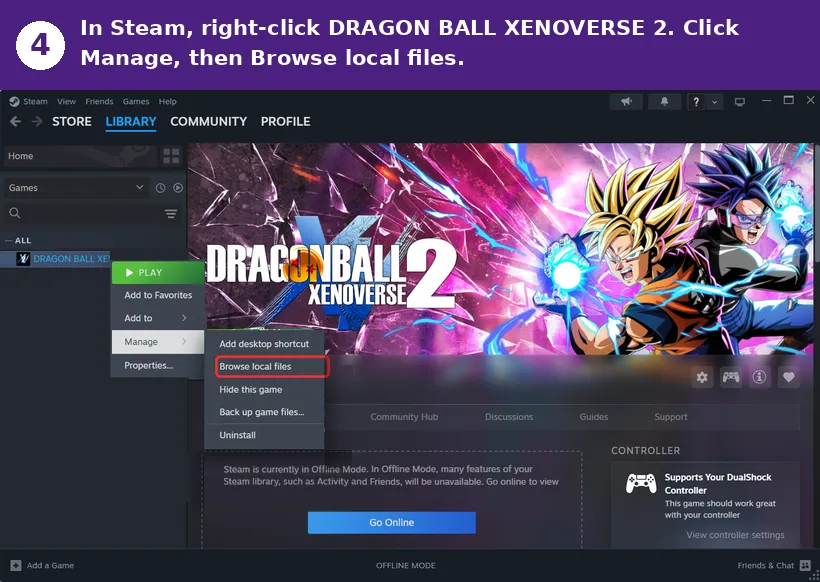 4
In Steam, right-click DRAGON BALL XENOVERSE 2. Click
Manage, then Browse local files.
Steam View Friends Games Help
?
STORE LIBRARY COMMUNITY PROFILE
Home
Games
ALL
DRAGON BALL XE
DRAGONBALL
XENOVERSE 2
PLAY
Add to Favorites
Add to
Manage
Properties...
Add desktop shortcut
Browse local files
Hide this game
Back up game files...
Uninstall
Community Hub Discussions Guides Support
Steam is currently in Offline Mode. In Offline Mode, many features of your
Steam library, such as Activity and Friends, will be unavailable. Go online to view
Go Online
CONTROLLER
Supports Your DualShock
Controller
This game should work great
with your controller
View controller settings
Add a Game
OFFLINE MODE
Friends & Chat